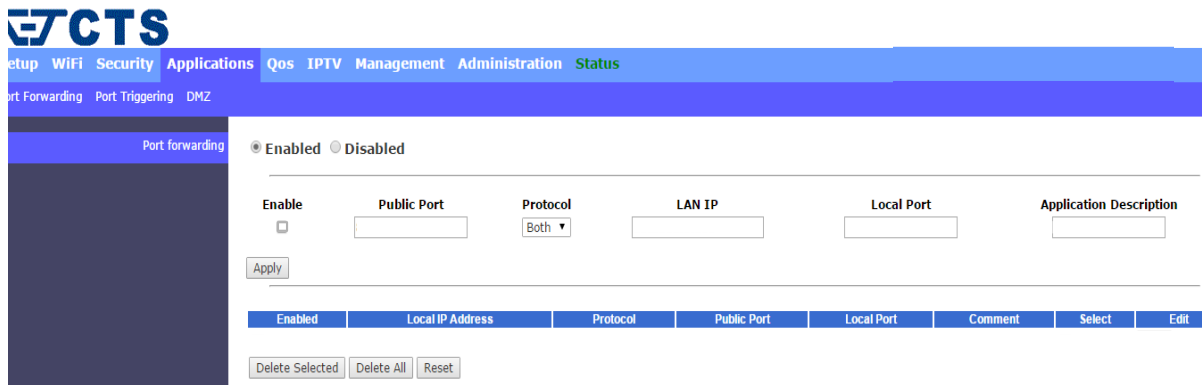 CTS
etup WiFi Security Applications Qos IPTV Management Administration Status
ort Forwarding Port Triggering DMZ
Port forwarding
Enabled Disabled
Enable Public Port Protocol LAN IP Local Port Application Description
Both
Apply
Enabled Local IP Address Protocol Public Port Local Port Comment Select Edit
Delete Selected Delete All Reset